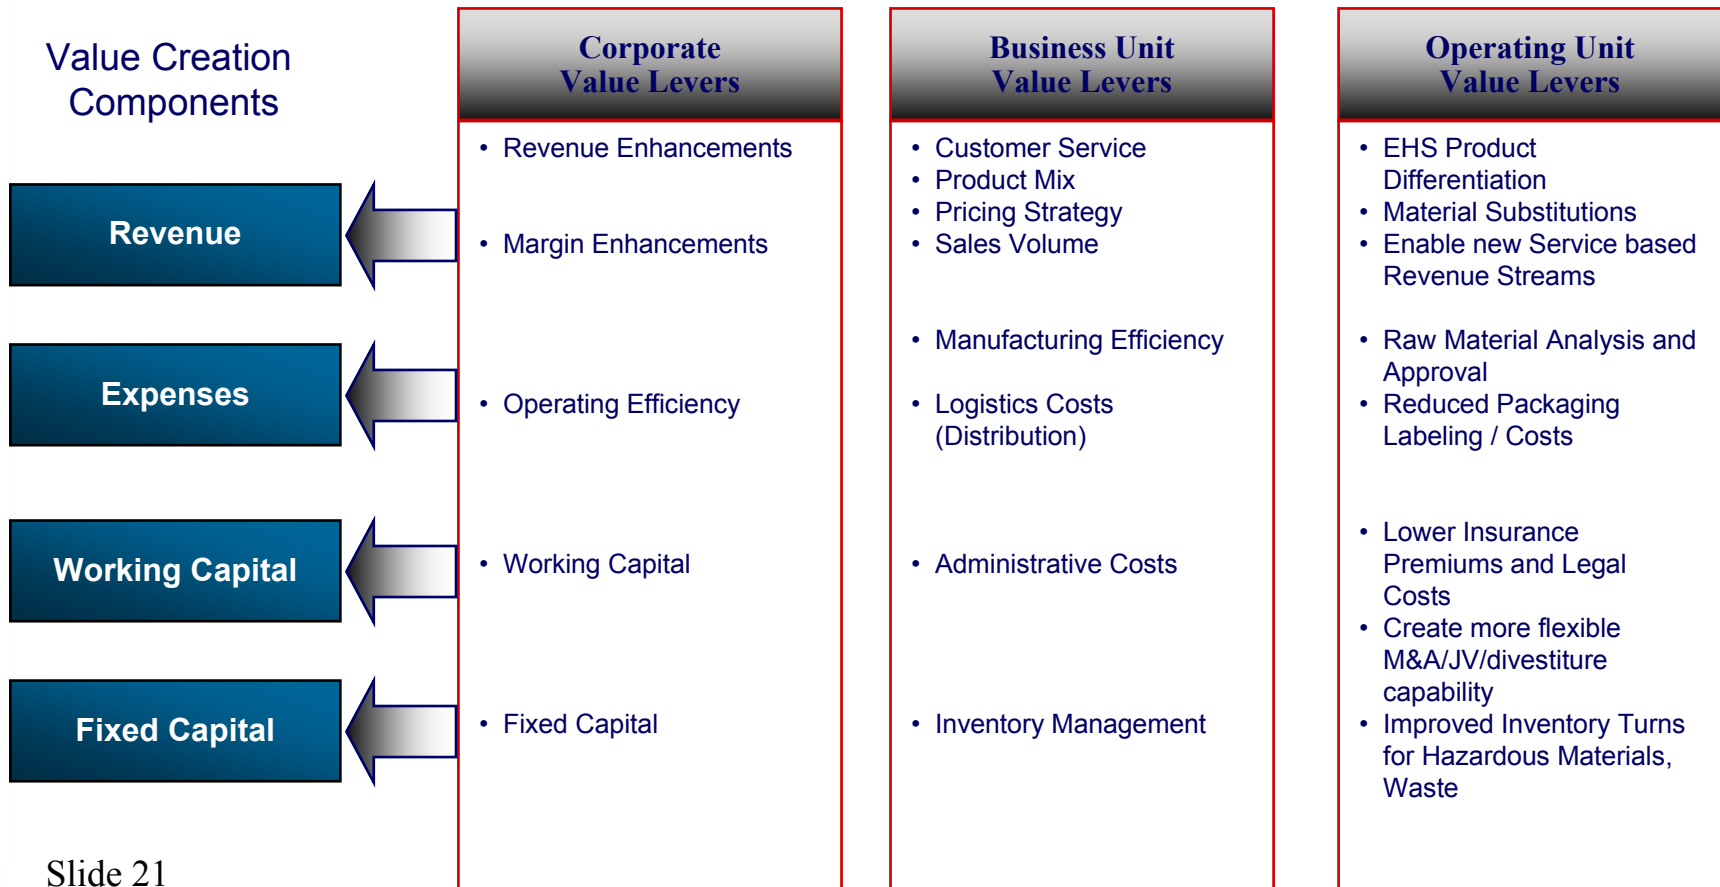 Value Creation
Components
Revenue
Expenses
Working Capital
Fixed Capital
Corporate
Value Levers
• Revenue Enhancements
• Margin Enhancements
• Operating Efficiency
• Working Capital
• Fixed Capital
Business Unit
Value Levers
• Customer Service
• Product Mix
• Pricing Strategy
• Sales Volume
• Manufacturing Efficiency
• Logistics Costs
(Distribution)
• Administrative Costs
• Inventory Management
Operating Unit
Value Levers
• EHS Product
Differentiation
• Material Substitutions
• Enable new Service based
Revenue Streams
• Raw Material Analysis and
Approval
• Reduced Packaging
Labeling / Costs
• Lower Insurance
Premiums and Legal
Costs
• Create more flexible
M&A/JV/divestiture
capability
• Improved Inventory Turns
for Hazardous Materials,
Waste
Slide 21